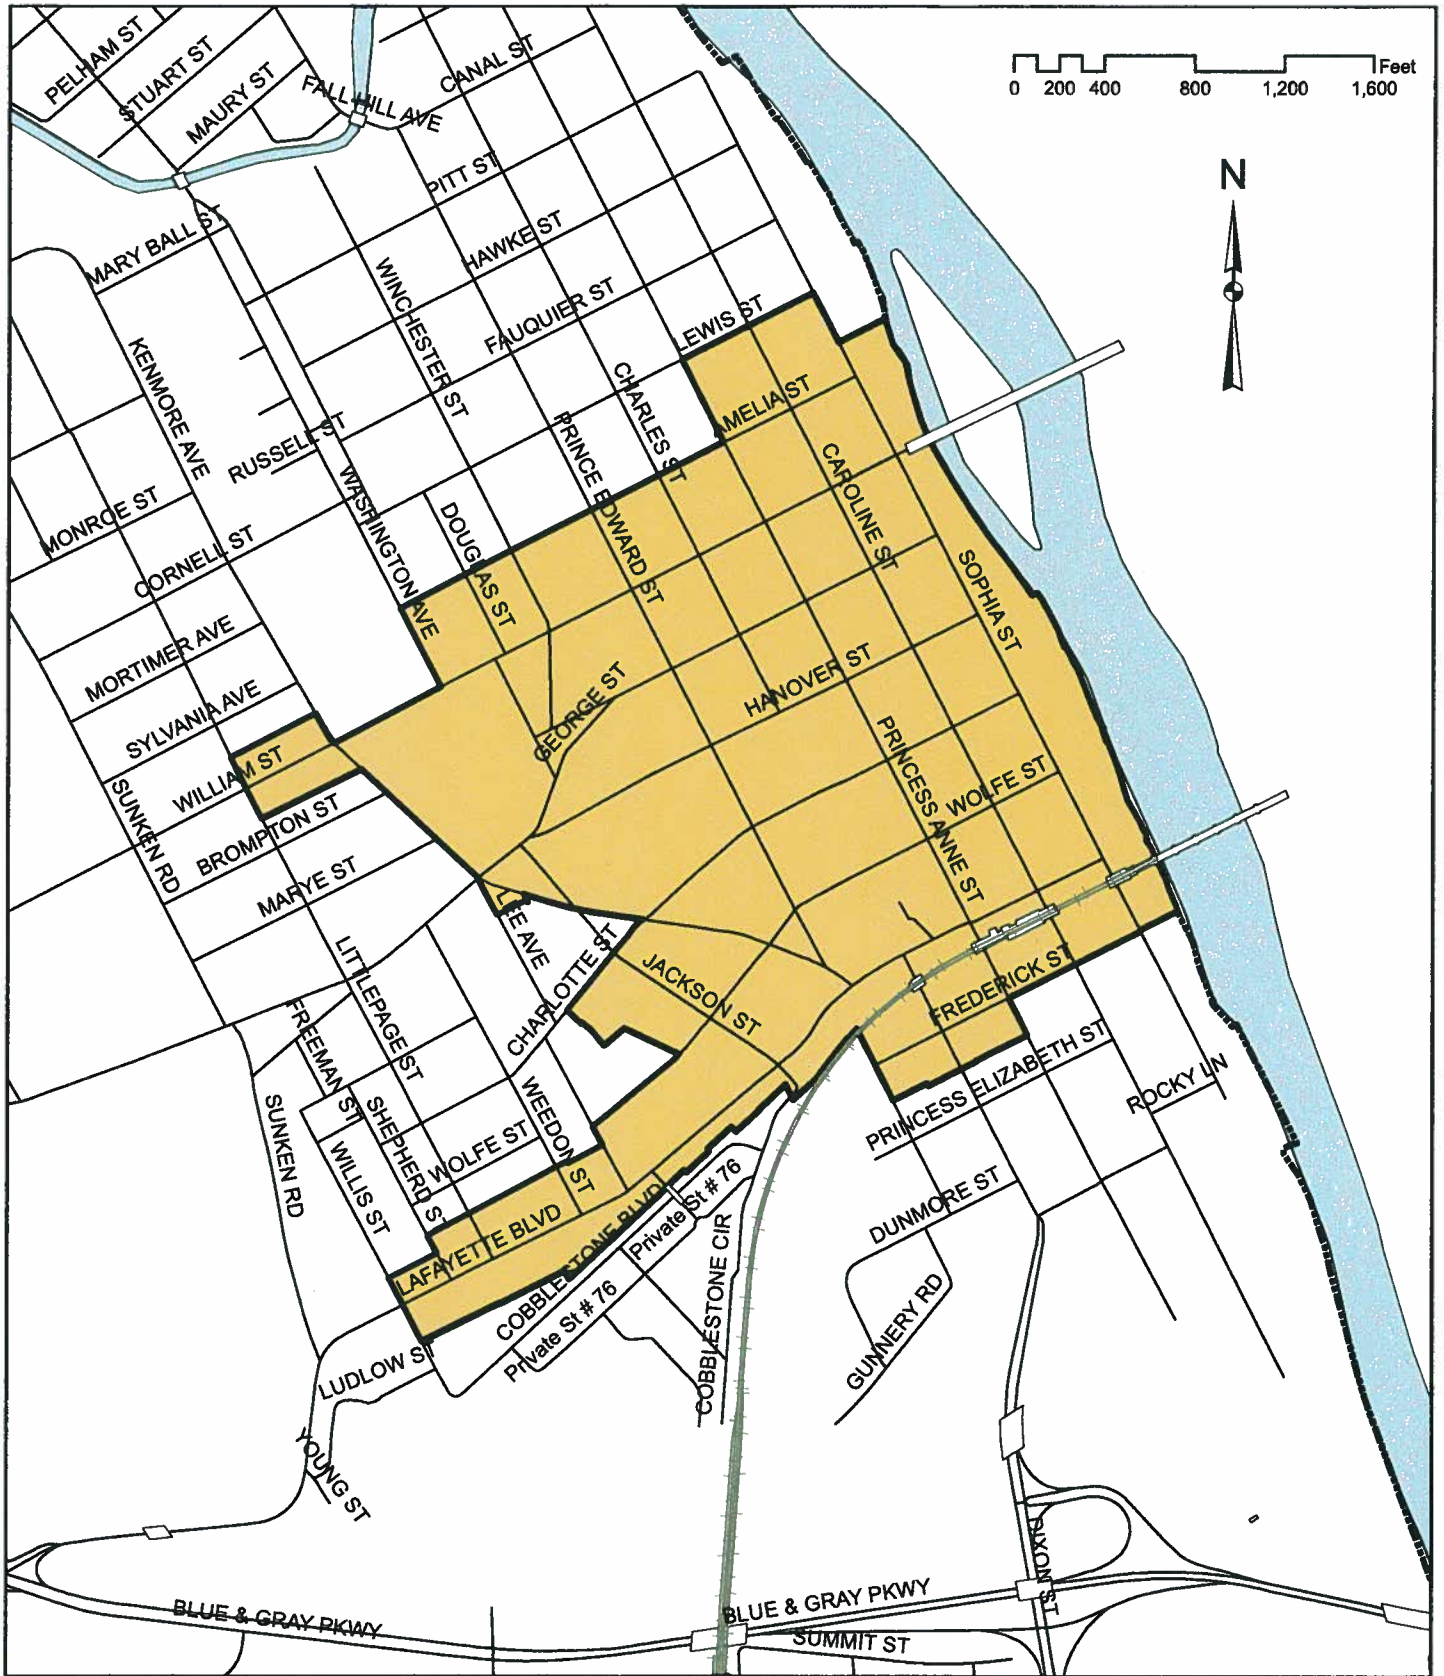 PELHAM ST
STUART ST
MAURY ST
FALL HILL AVE
CANAL ST
Feet
0 200 400 800 1,200 1,600
N
PITT ST
MARY BALL ST
HAWKE ST
WINCHESTER ST
FAUQUIER ST
LEWIS ST
KENMORE AVE
CHARLES ST
AMELIA ST
RUSSELL ST
PRINCE EDWARD ST
CAROLINE ST
WASHINGTON AVE
MONROE ST
DOUGLAS ST
CORNELL ST
SOPHIA ST
MORTIMER AVE
HANOVER ST
GEORGE ST
SYLVANIA AVE
PRINCESS ANNE ST
WILLIAM ST
WOLFE ST
SUNKEN RD
BROMPTON ST
MARYE ST
LEE AVE
LITTLEPAGE ST
CHARLOTTE ST
JACKSON ST
FREDERICK ST
FREEMAN ST
PRINCESS ELIZABETH ST
ROCKY LN
SUNKEN RD
SHEPHERD ST
WEEDON ST
WOLFE ST
WILLIS ST
Private St # 76
DUNMORE ST
LAFAYETTE BLVD
COBBLESTONE BLVD
COBBLESTONE CIR
Private St # 76
GUNNERY RD
LUDLOW ST
YOUNG ST
DIXON ST
BLUE & GRAY PKWY
BLUE & GRAY PKWY
SUMMIT ST